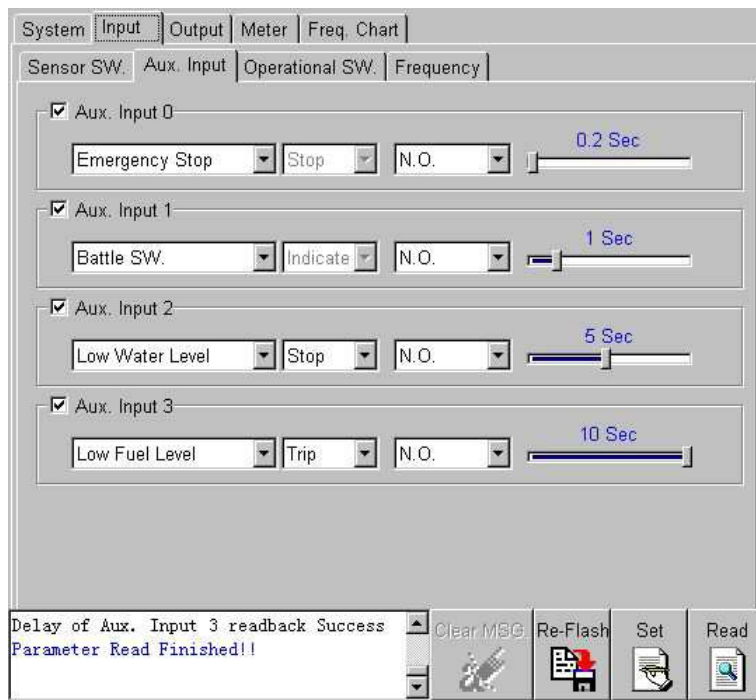 System Input Output Meter Freq. Chart
Sensor SW. Aux. Input Operational SW. Frequency
Aux. Input 0
Emergency Stop Stop N.O. 0.2 Sec
Aux. Input 1
Battle SW. Indicate N.O. 1 Sec
Aux. Input 2
Low Water Level Stop N.O. 5 Sec
Aux. Input 3
Low Fuel Level Trip N.O. 10 Sec
Delay of Aux. Input 3 readback Success
Parameter Read Finished!!
Clear MSG Re-Flash Set Read